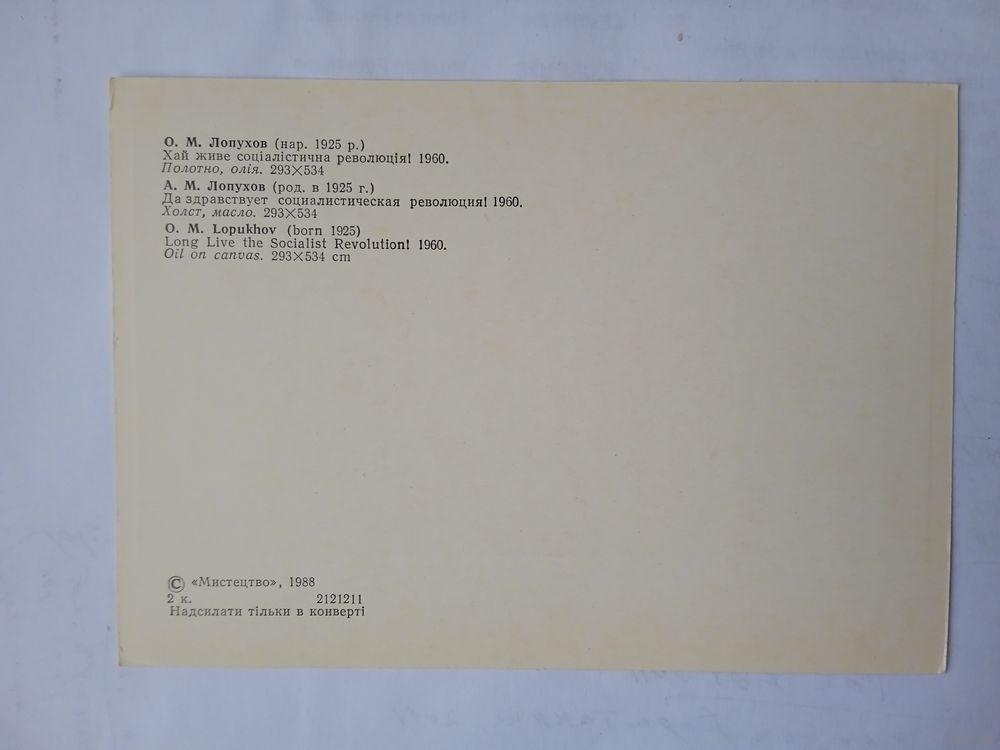 О. М. Лопухов (нар. 1925 р.)
Хай живе соціалістична революція! 1960.
Полотно, олія. 293×534
А. М. Лопухов (род. в 1925 г.)
Да здравствует социалистическая революция! 1960.
Холст, масло. 293×534
O. M. Lopukhov (born 1925)
Long Live the Socialist Revolution! 1960.
Oil on canvas. 293×534 cm
© «Мистецтво», 1988
2 к. 2121211
Надсилати тільки в конверті